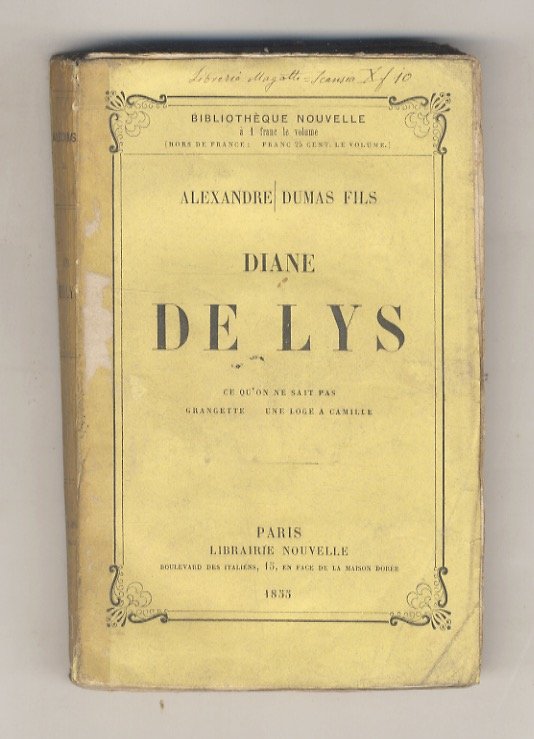 Libreria
BIBLIOTHÈQUE NOUVELLE
à 1 franc le volume
(HORS DE FRANCE: FRANC 25 CENT. LE VOLUME.)
ALEXANDRE DUMAS FILS
DIANE
DE LYS
CE QU'ON NE SAIT PAS
GRANGETTE UNE LOGE A CAMILLE
PARIS
LIBRAIRIE NOUVELLE
BOULEVARD DES ITALIENS, 15, EN FACE DE LA MAISON DORÉE
1855